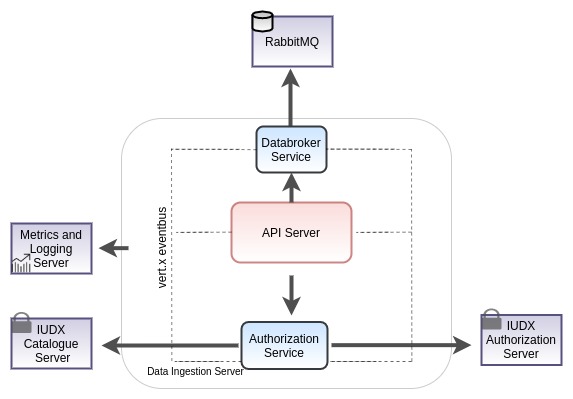 RabbitMQ
Databroker
Service
API Server
vert.x eventbus
Metrics and
Logging
Server
IUDX
Catalogue
Server
Authorization
Service
IUDX
Authorization
Server
Data Ingestion Server